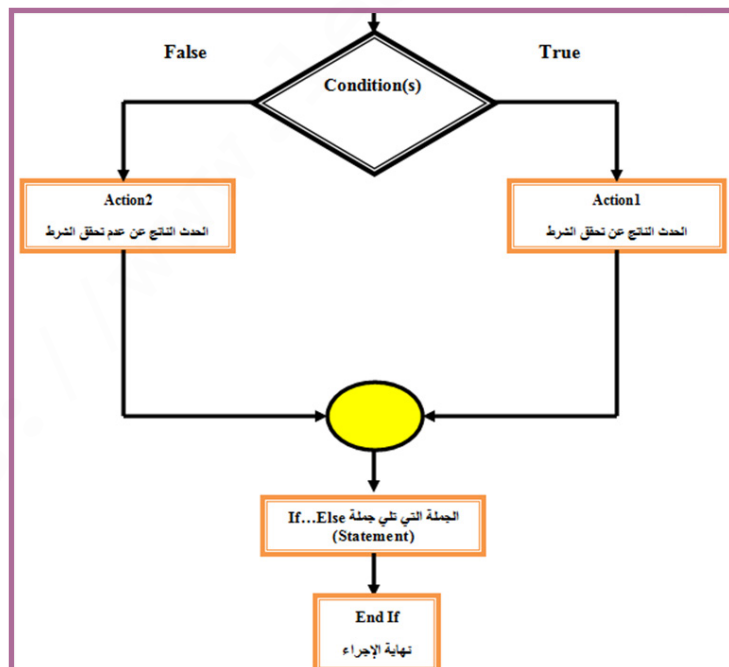 False
True
Condition(s)
Action2
الحدث الناتج عن عدم تحقق الشرط
Action1
الحدث الناتج عن تحقق الشرط
الجملة التي تلي جملة If…Else
(Statement)
End If
نهاية الإجراء